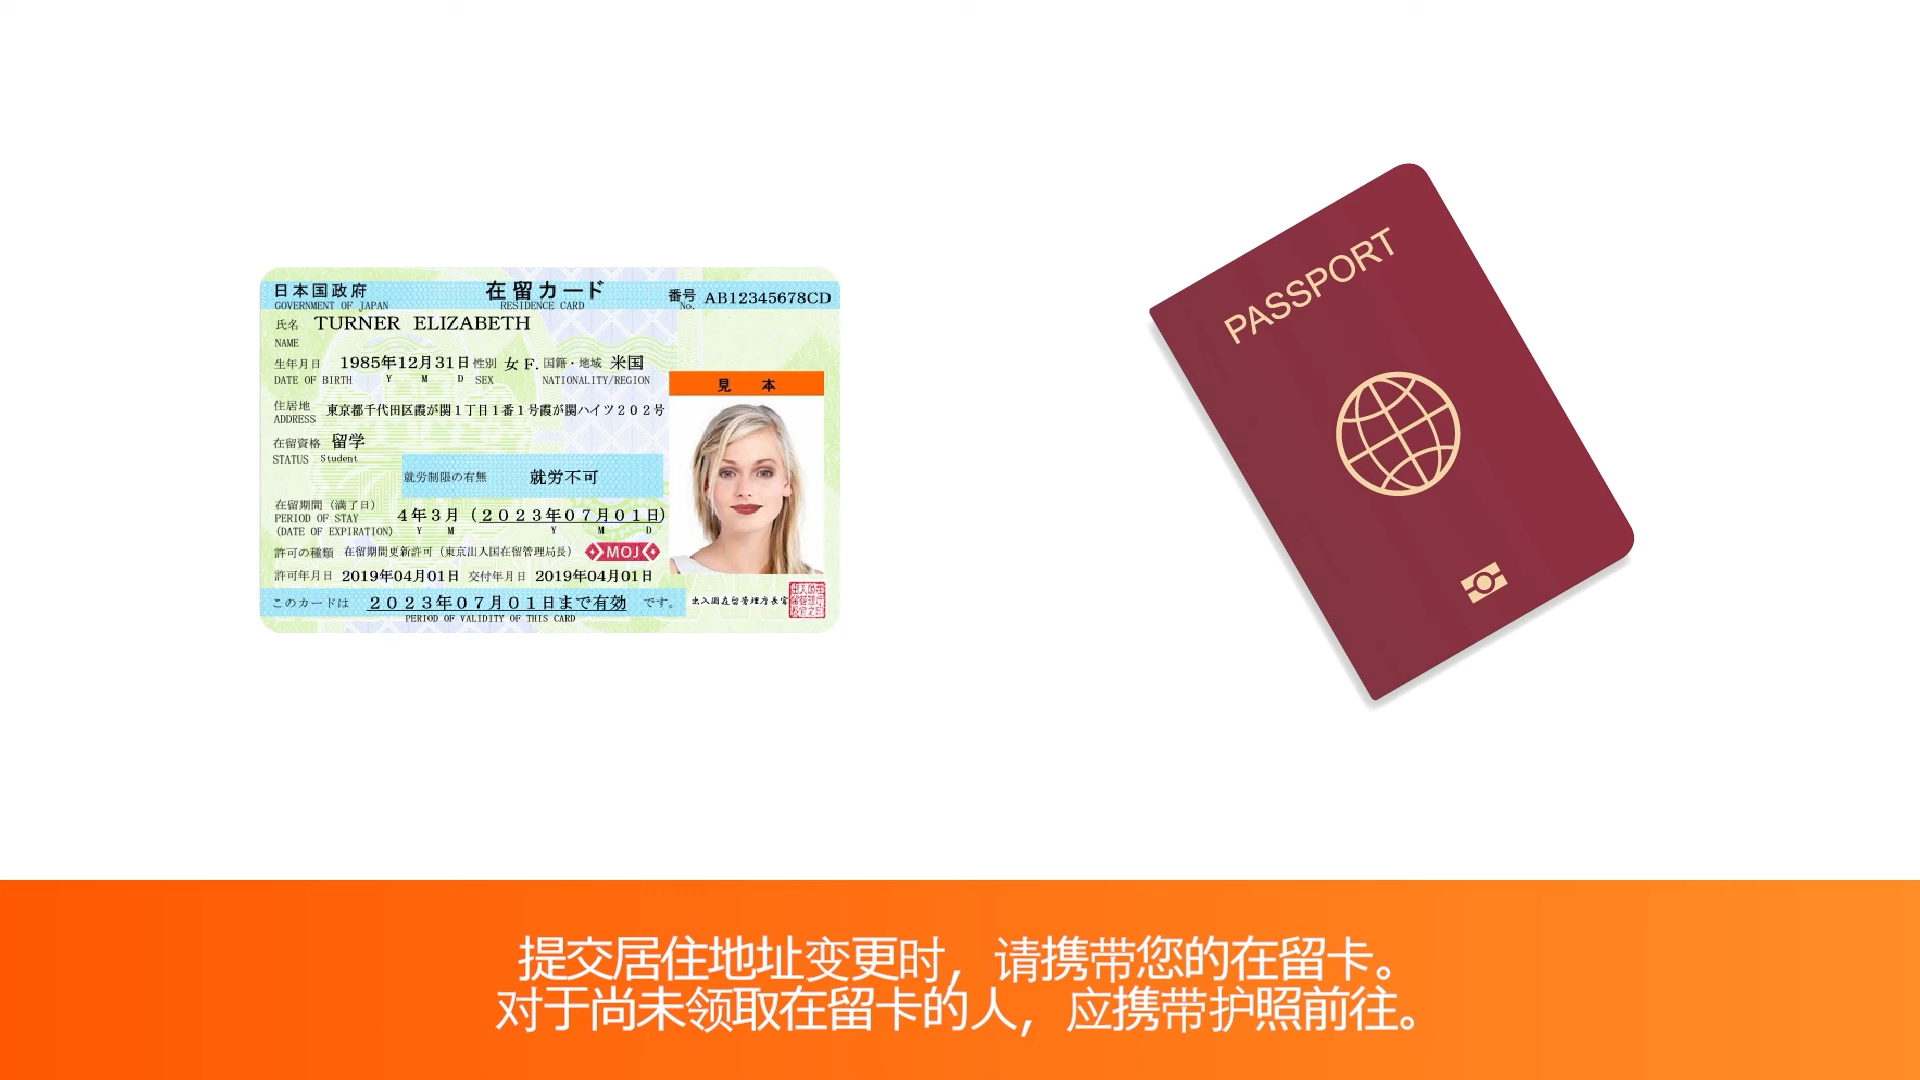 日本国政府
GOVERNMENT OF JAPAN
在留カード
RESIDENCE CARD
番号 AB12345678CD
No.
氏名 TURNER ELIZABETH
NAME
生年月日 1985年12月31日 性別 女 F. 国籍・地域 米国
DATE OF BIRTH Y M D SEX NATIONALITY/REGION
住居地 東京都千代田区霞が関1丁目1番1号霞が関ハイツ202号
ADDRESS
在留資格 留学
STATUS Student
就労制限の有無 就労不可
在留期間（満了日） 4年3月（2023年07月01日）
PERIOD OF STAY
(DATE OF EXPIRATION) Y M Y M D
許可の種類 在留期間更新許可（東京出入国在留管理局長） MOJ
許可年月日 2019年04月01日 交付年月日 2019年04月01日
このカードは 2023年07月01日まで有効 です。
PERIOD OF VALIDITY OF THIS CARD
見 本
出入国在留管理庁長官
PASSPORT
提交居住地址变更时，请携带您的在留卡。
对于尚未领取在留卡的人，应携带护照前往。